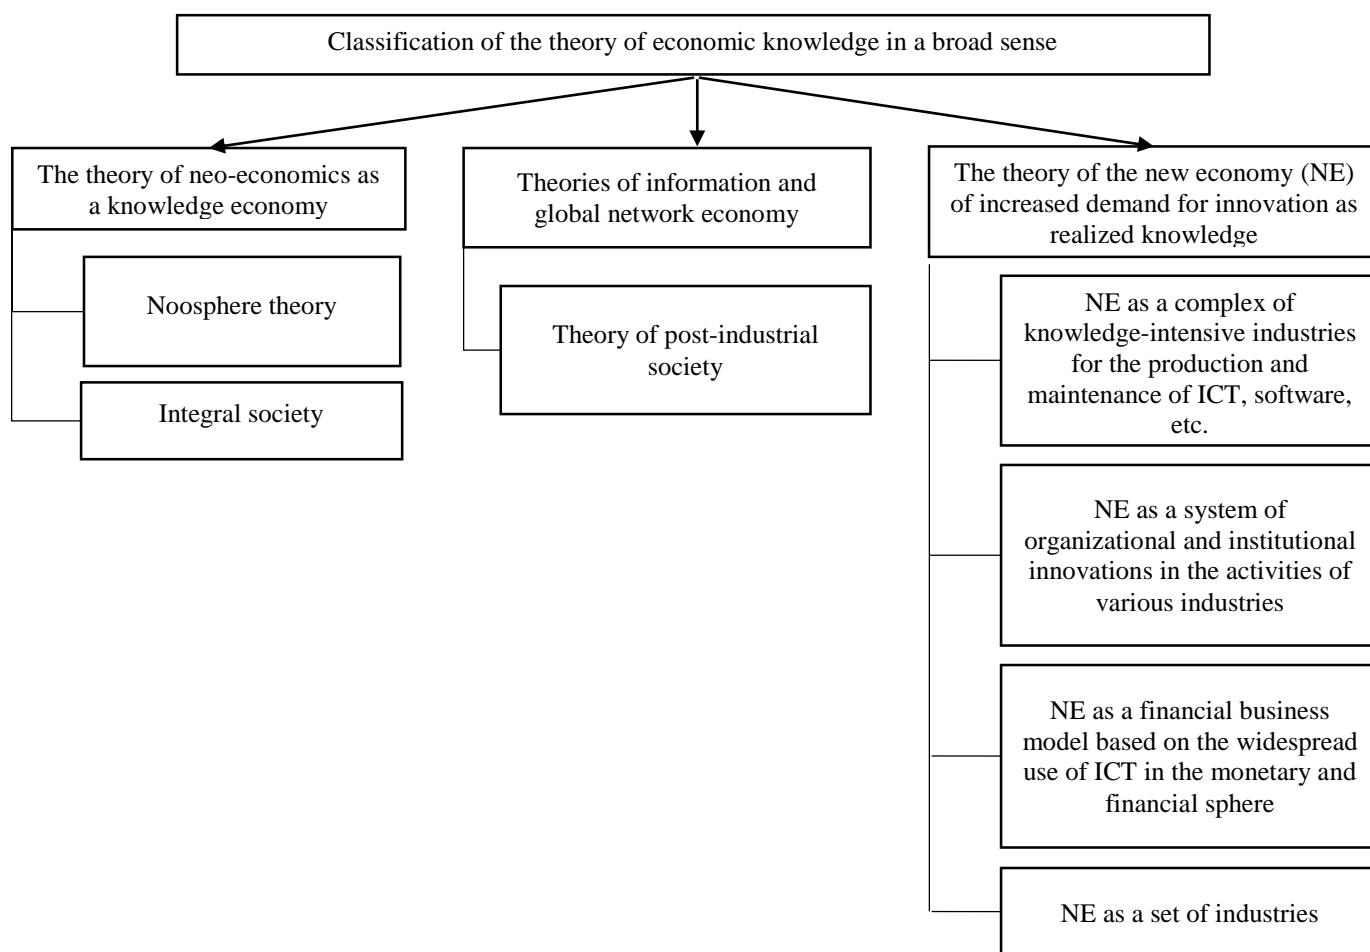 Classification of the theory of economic knowledge in a broad sense
The theory of neo-economics as
a knowledge economy
Noosphere theory
Integral society
Theories of information and
global network economy
Theory of post-industrial
society
The theory of the new economy (NE)
of increased demand for innovation as
realized knowledge
NE as a complex of
knowledge-intensive industries
for the production and
maintenance of ICT, software,
etc.
NE as a system of
organizational and institutional
innovations in the activities of
various industries
NE as a financial business
model based on the widespread
use of ICT in the monetary and
financial sphere
NE as a set of industries